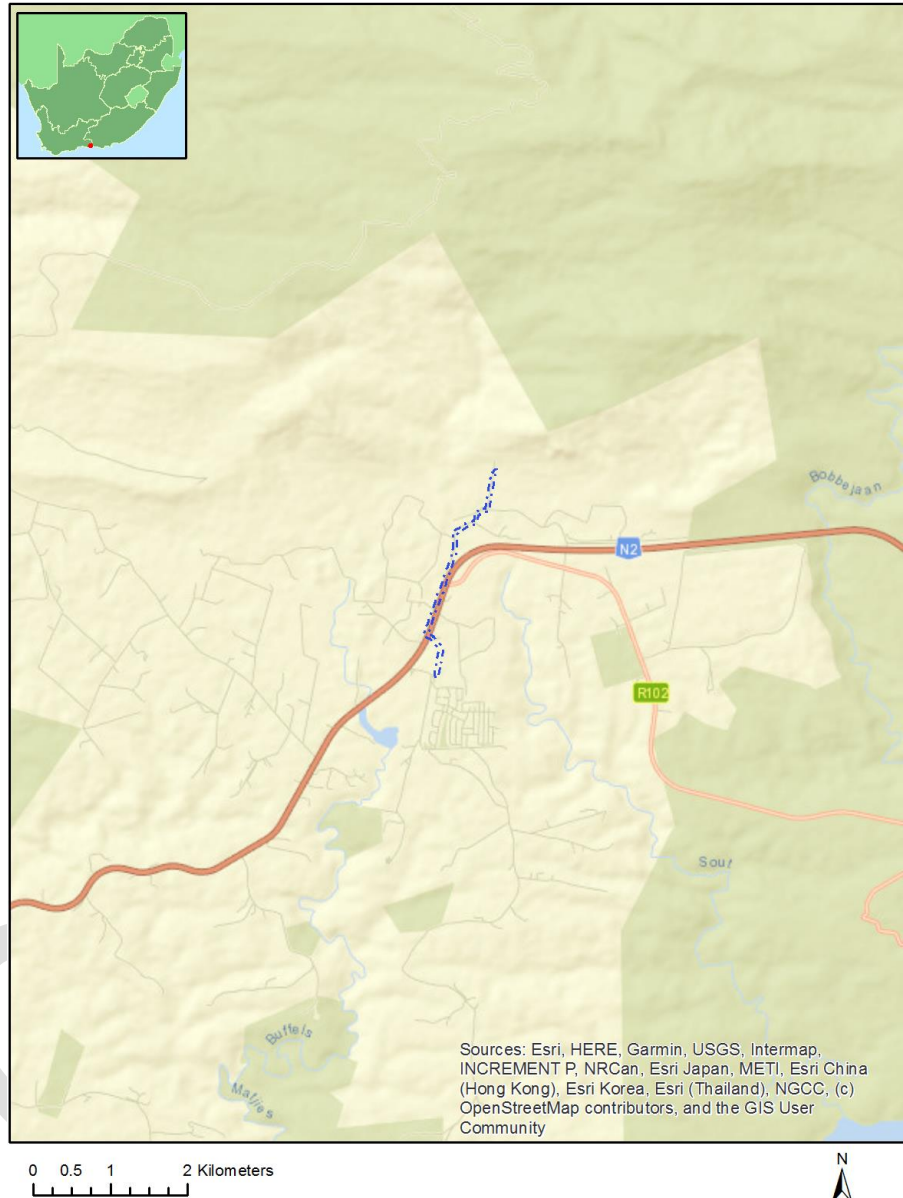 Bobbejaan
N2
R102
Sout
Buffels
Matjies
Sources: Esri, HERE, Garmin, USGS, Intermap,
INCREMENT P, NRCan, Esri Japan, METI, Esri China
(Hong Kong), Esri Korea, Esri (Thailand), NGCC, (c)
OpenStreetMap contributors, and the GIS User
Community
0 0.5 1 2 Kilometers
N